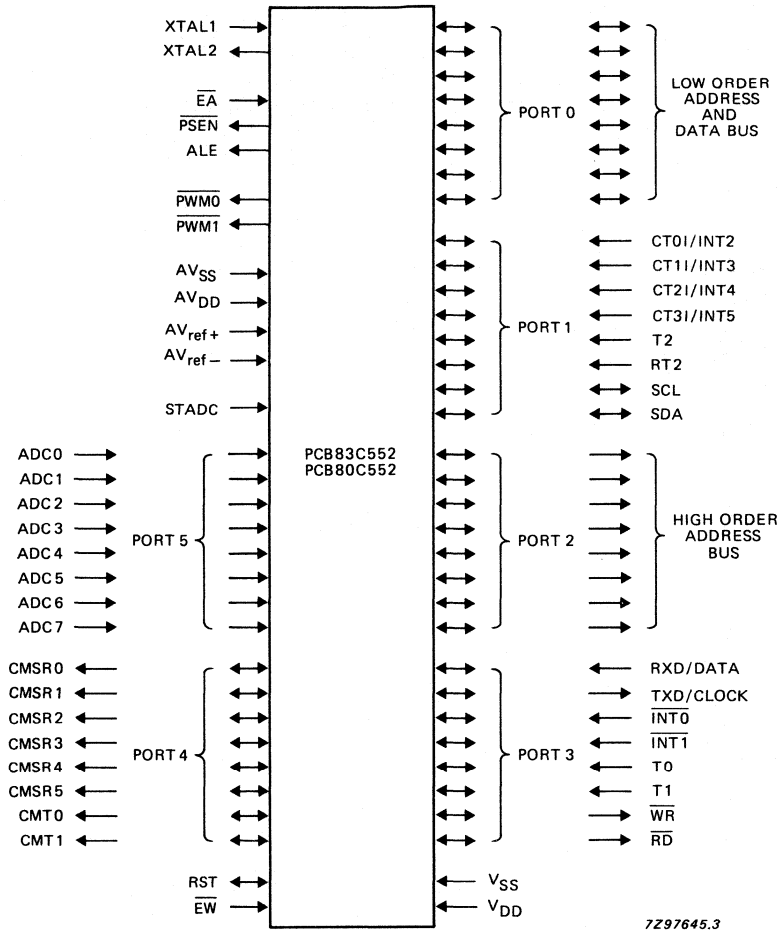 XTAL1
XTAL2
EA
PSEN
ALE
PWM0
PWM1
AVSS
AVDD
AVref+
AVref−
STADC
ADC0
ADC1
ADC2
ADC3
ADC4
ADC5
ADC6
ADC7
PORT 5
CMSR0
CMSR1
CMSR2
CMSR3
CMSR4
CMSR5
CMT0
CMT1
PORT 4
RST
EW
PCB83C552
PCB80C552
PORT 0
LOW ORDER
ADDRESS
AND
DATA BUS
PORT 1
CT0I/INT2
CT1I/INT3
CT2I/INT4
CT3I/INT5
T2
RT2
SCL
SDA
PORT 2
HIGH ORDER
ADDRESS
BUS
PORT 3
RXD/DATA
TXD/CLOCK
INT0
INT1
T0
T1
WR
RD
VSS
VDD
7Z97645.3